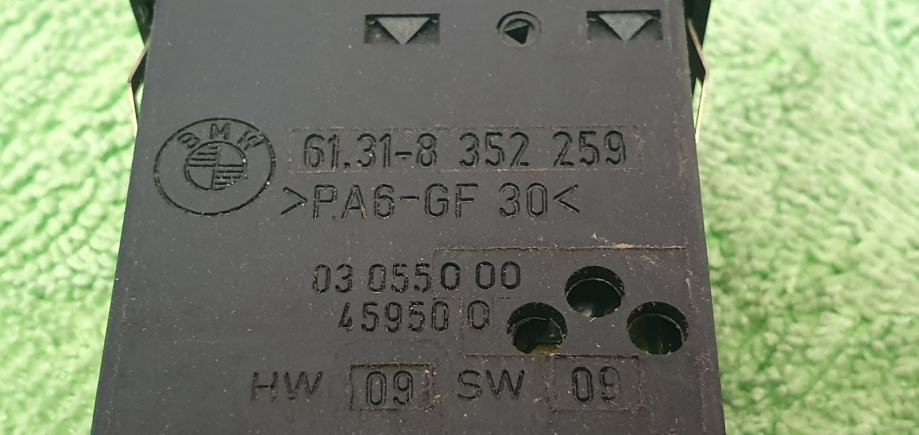 BMW
61.31-8 352 259
>PA6-GF 30<
03 0550 00
45950 0
HW 09 SW 09